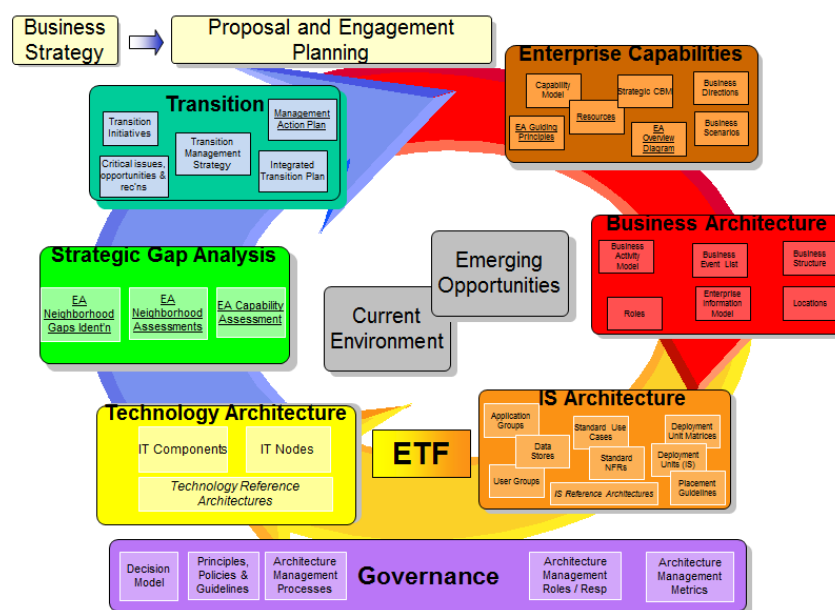 Business
Strategy
Proposal and Engagement
Planning
Enterprise Capabilities
Capability
Model
Strategic CBM
Business
Directions
Resources
EA Guiding
Principles
EA
Overview
Diagram
Business
Scenarios
Transition
Transition
Initiatives
Management
Action Plan
Transition
Management
Strategy
Critical issues,
opportunities &
rec'ns
Integrated
Transition Plan
Business Architecture
Business
Activity
Model
Business
Event List
Business
Structure
Roles
Enterprise
Information
Model
Locations
Strategic Gap Analysis
EA
Neighborhood
Gaps Ident'n
EA
Neighborhood
Assessments
EA Capability
Assessment
Emerging
Opportunities
Current
Environment
Technology Architecture
IT Components
IT Nodes
Technology Reference
Architectures
ETF
IS Architecture
Application
Groups
Data
Stores
User Groups
Standard Use
Cases
Standard
NFRs
Deployment
Unit Matrices
Deployment
Units (IS)
Placement
Guidelines
IS Reference Architectures
Governance
Decision
Model
Principles,
Policies &
Guidelines
Architecture
Management
Processes
Architecture
Management
Roles / Resp
Architecture
Management
Metrics